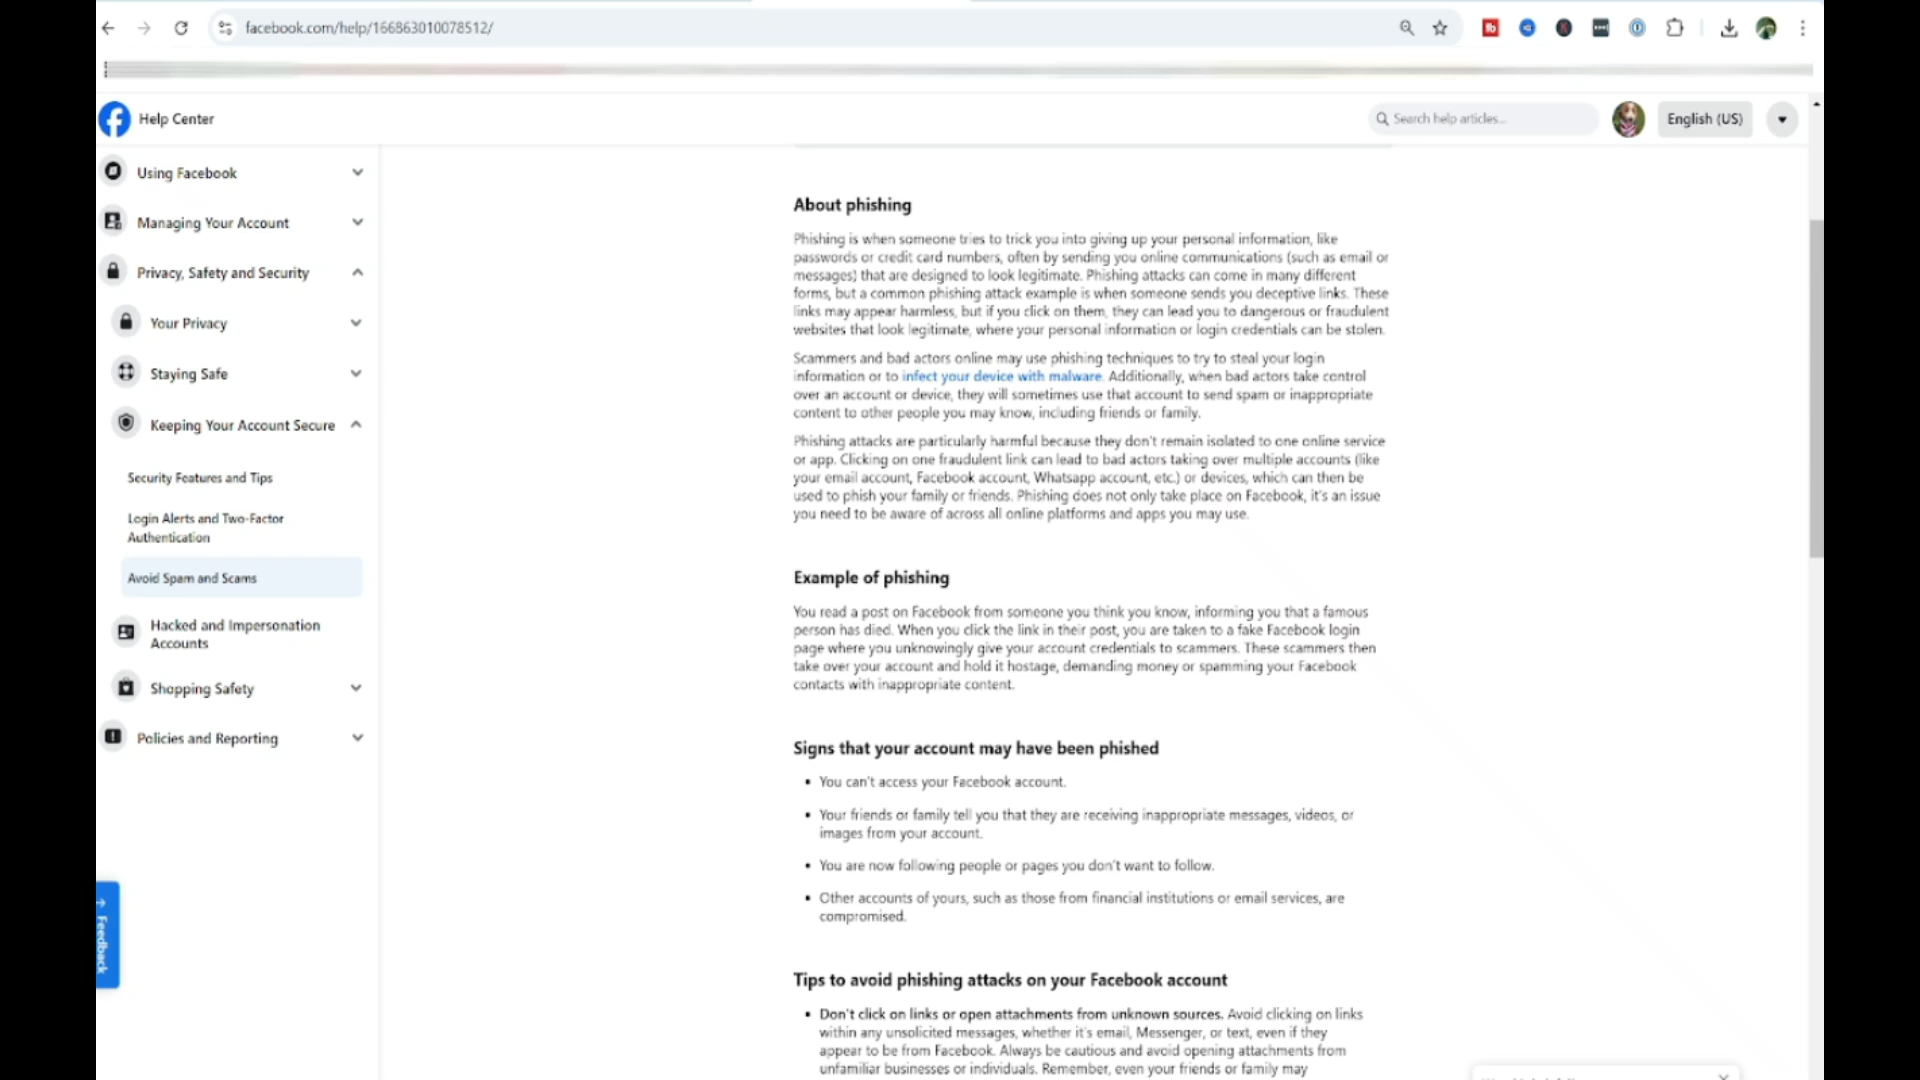 facebook.com/help/166863010078512/
Help Center
Search help articles...
English (US)
Using Facebook
Managing Your Account
Privacy, Safety and Security
Your Privacy
Staying Safe
Keeping Your Account Secure
Security Features and Tips
Login Alerts and Two-Factor
Authentication
Avoid Spam and Scams
Hacked and Impersonation
Accounts
Shopping Safety
Policies and Reporting
Feedback
About phishing
Phishing is when someone tries to trick you into giving up your personal information, like
passwords or credit card numbers, often by sending you online communications (such as email or
messages) that are designed to look legitimate. Phishing attacks can come in many different
forms, but a common phishing attack example is when someone sends you deceptive links. These
links may appear harmless, but if you click on them, they can lead you to dangerous or fraudulent
websites that look legitimate, where your personal information or login credentials can be stolen.
Scammers and bad actors online may use phishing techniques to try to steal your login
information or to infect your device with malware. Additionally, when bad actors take control
over an account or device, they will sometimes use that account to send spam or inappropriate
content to other people you may know, including friends or family.
Phishing attacks are particularly harmful because they don't remain isolated to one online service
or app. Clicking on one fraudulent link can lead to bad actors taking over multiple accounts (like
your email account, Facebook account, Whatsapp account, etc.) or devices, which can then be
used to phish your family or friends. Phishing does not only take place on Facebook, it's an issue
you need to be aware of across all online platforms and apps you may use.
Example of phishing
You read a post on Facebook from someone you think you know, informing you that a famous
person has died. When you click the link in their post, you are taken to a fake Facebook login
page where you unknowingly give your account credentials to scammers. These scammers then
take over your account and hold it hostage, demanding money or spamming your Facebook
contacts with inappropriate content.
Signs that your account may have been phished
• You can't access your Facebook account.
• Your friends or family tell you that they are receiving inappropriate messages, videos, or
images from your account.
• You are now following people or pages you don't want to follow.
• Other accounts of yours, such as those from financial institutions or email services, are
compromised.
Tips to avoid phishing attacks on your Facebook account
• Don't click on links or open attachments from unknown sources. Avoid clicking on links
within any unsolicited messages, whether it's email, Messenger, or text, even if they
appear to be from Facebook. Always be cautious and avoid opening attachments from
unfamiliar businesses or individuals. Remember, even your friends or family may